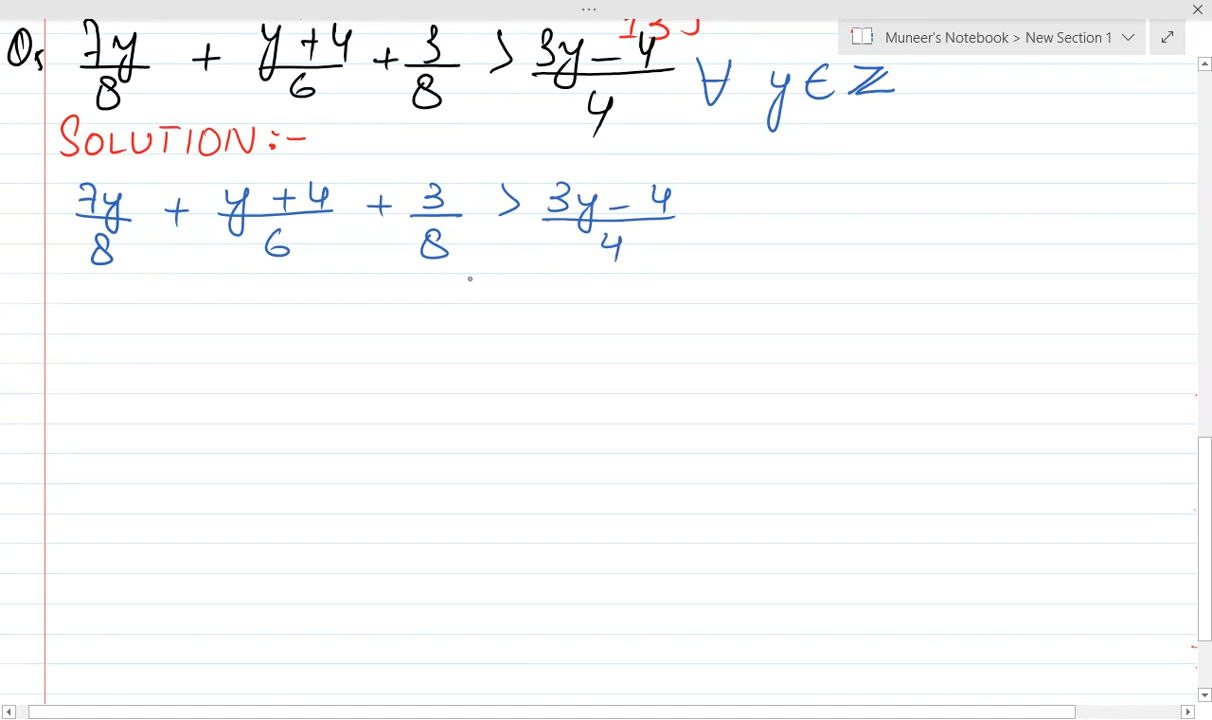 Muneer's Notebook > New Section 1
Q, 7y/8 + y+4/6 + 3/8 > 3y-4/4 ∀ y ∈ ℤ
SOLUTION :-
7y/8 + y+4/6 + 3/8 > 3y-4/4